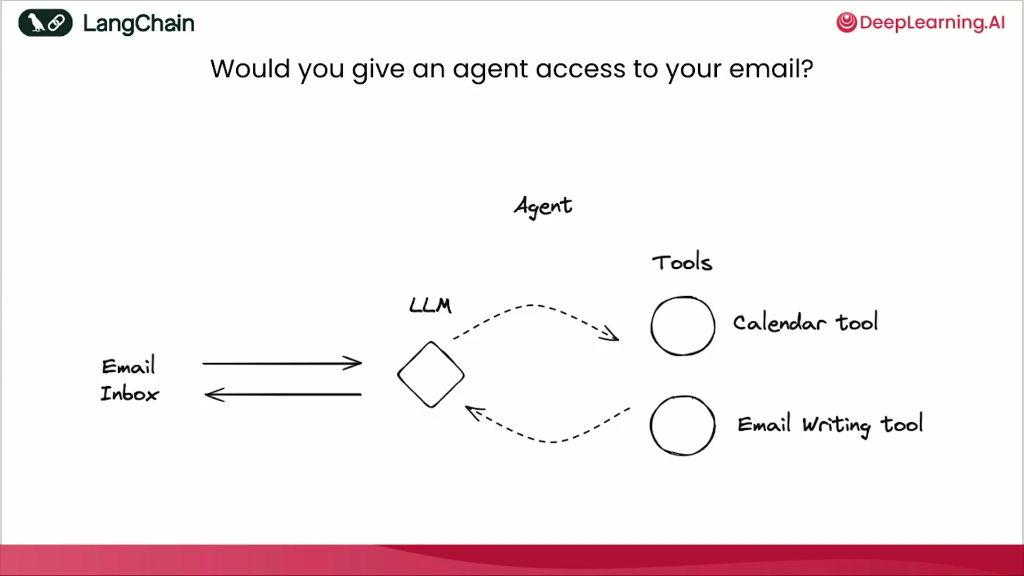 LangChain
DeepLearning.AI
Would you give an agent access to your email?
Agent
Tools
LLM
Calendar tool
Email
Inbox
Email Writing tool